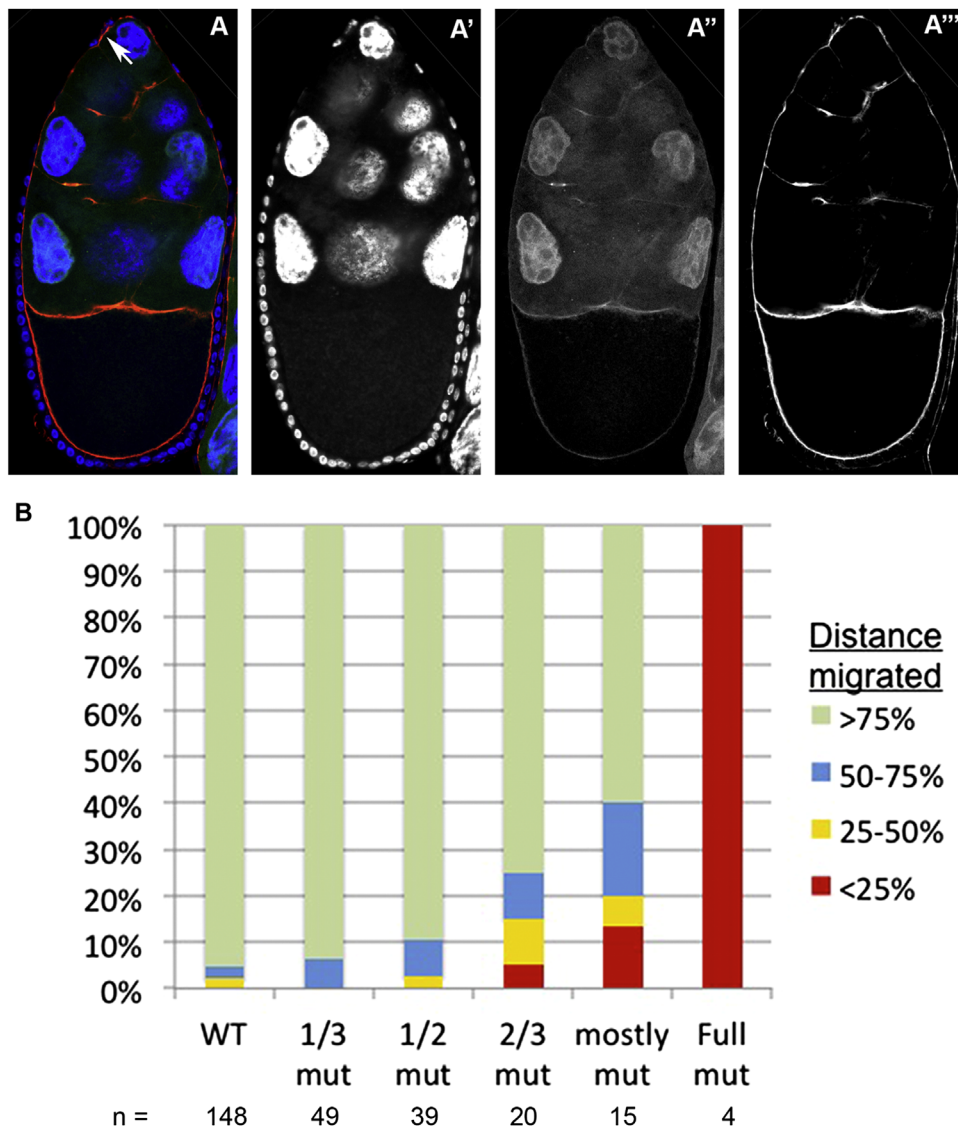 A
A'
A''
A'''
B
100%
90%
80%
70%
60%
50%
40%
30%
20%
10%
0%
WT
1/3 mut
1/2 mut
2/3 mut
mostly mut
Full mut
n = 148 49 39 20 15 4
Distance
migrated
>75%
50-75%
25-50%
<25%